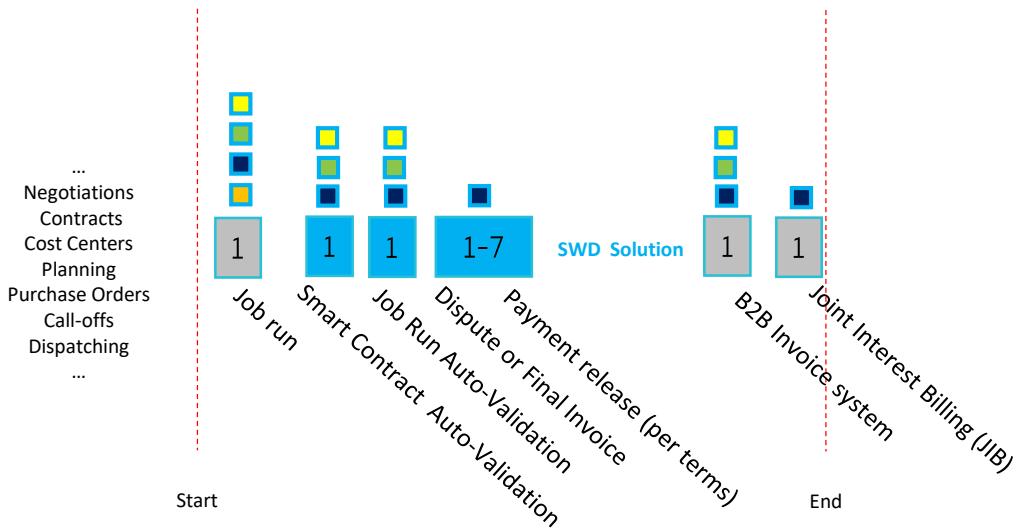 ...
Negotiations
Contracts
Cost Centers
Planning
Purchase Orders
Call-offs
Dispatching
...
1
1
1
1-7
SWD Solution
1
1
Job run
Smart Contract Auto-Validation
Job Run Auto-Validation
Dispute or Final Invoice
Payment release (per terms)
B2B Invoice system
Joint Interest Billing (JIB)
Start
End